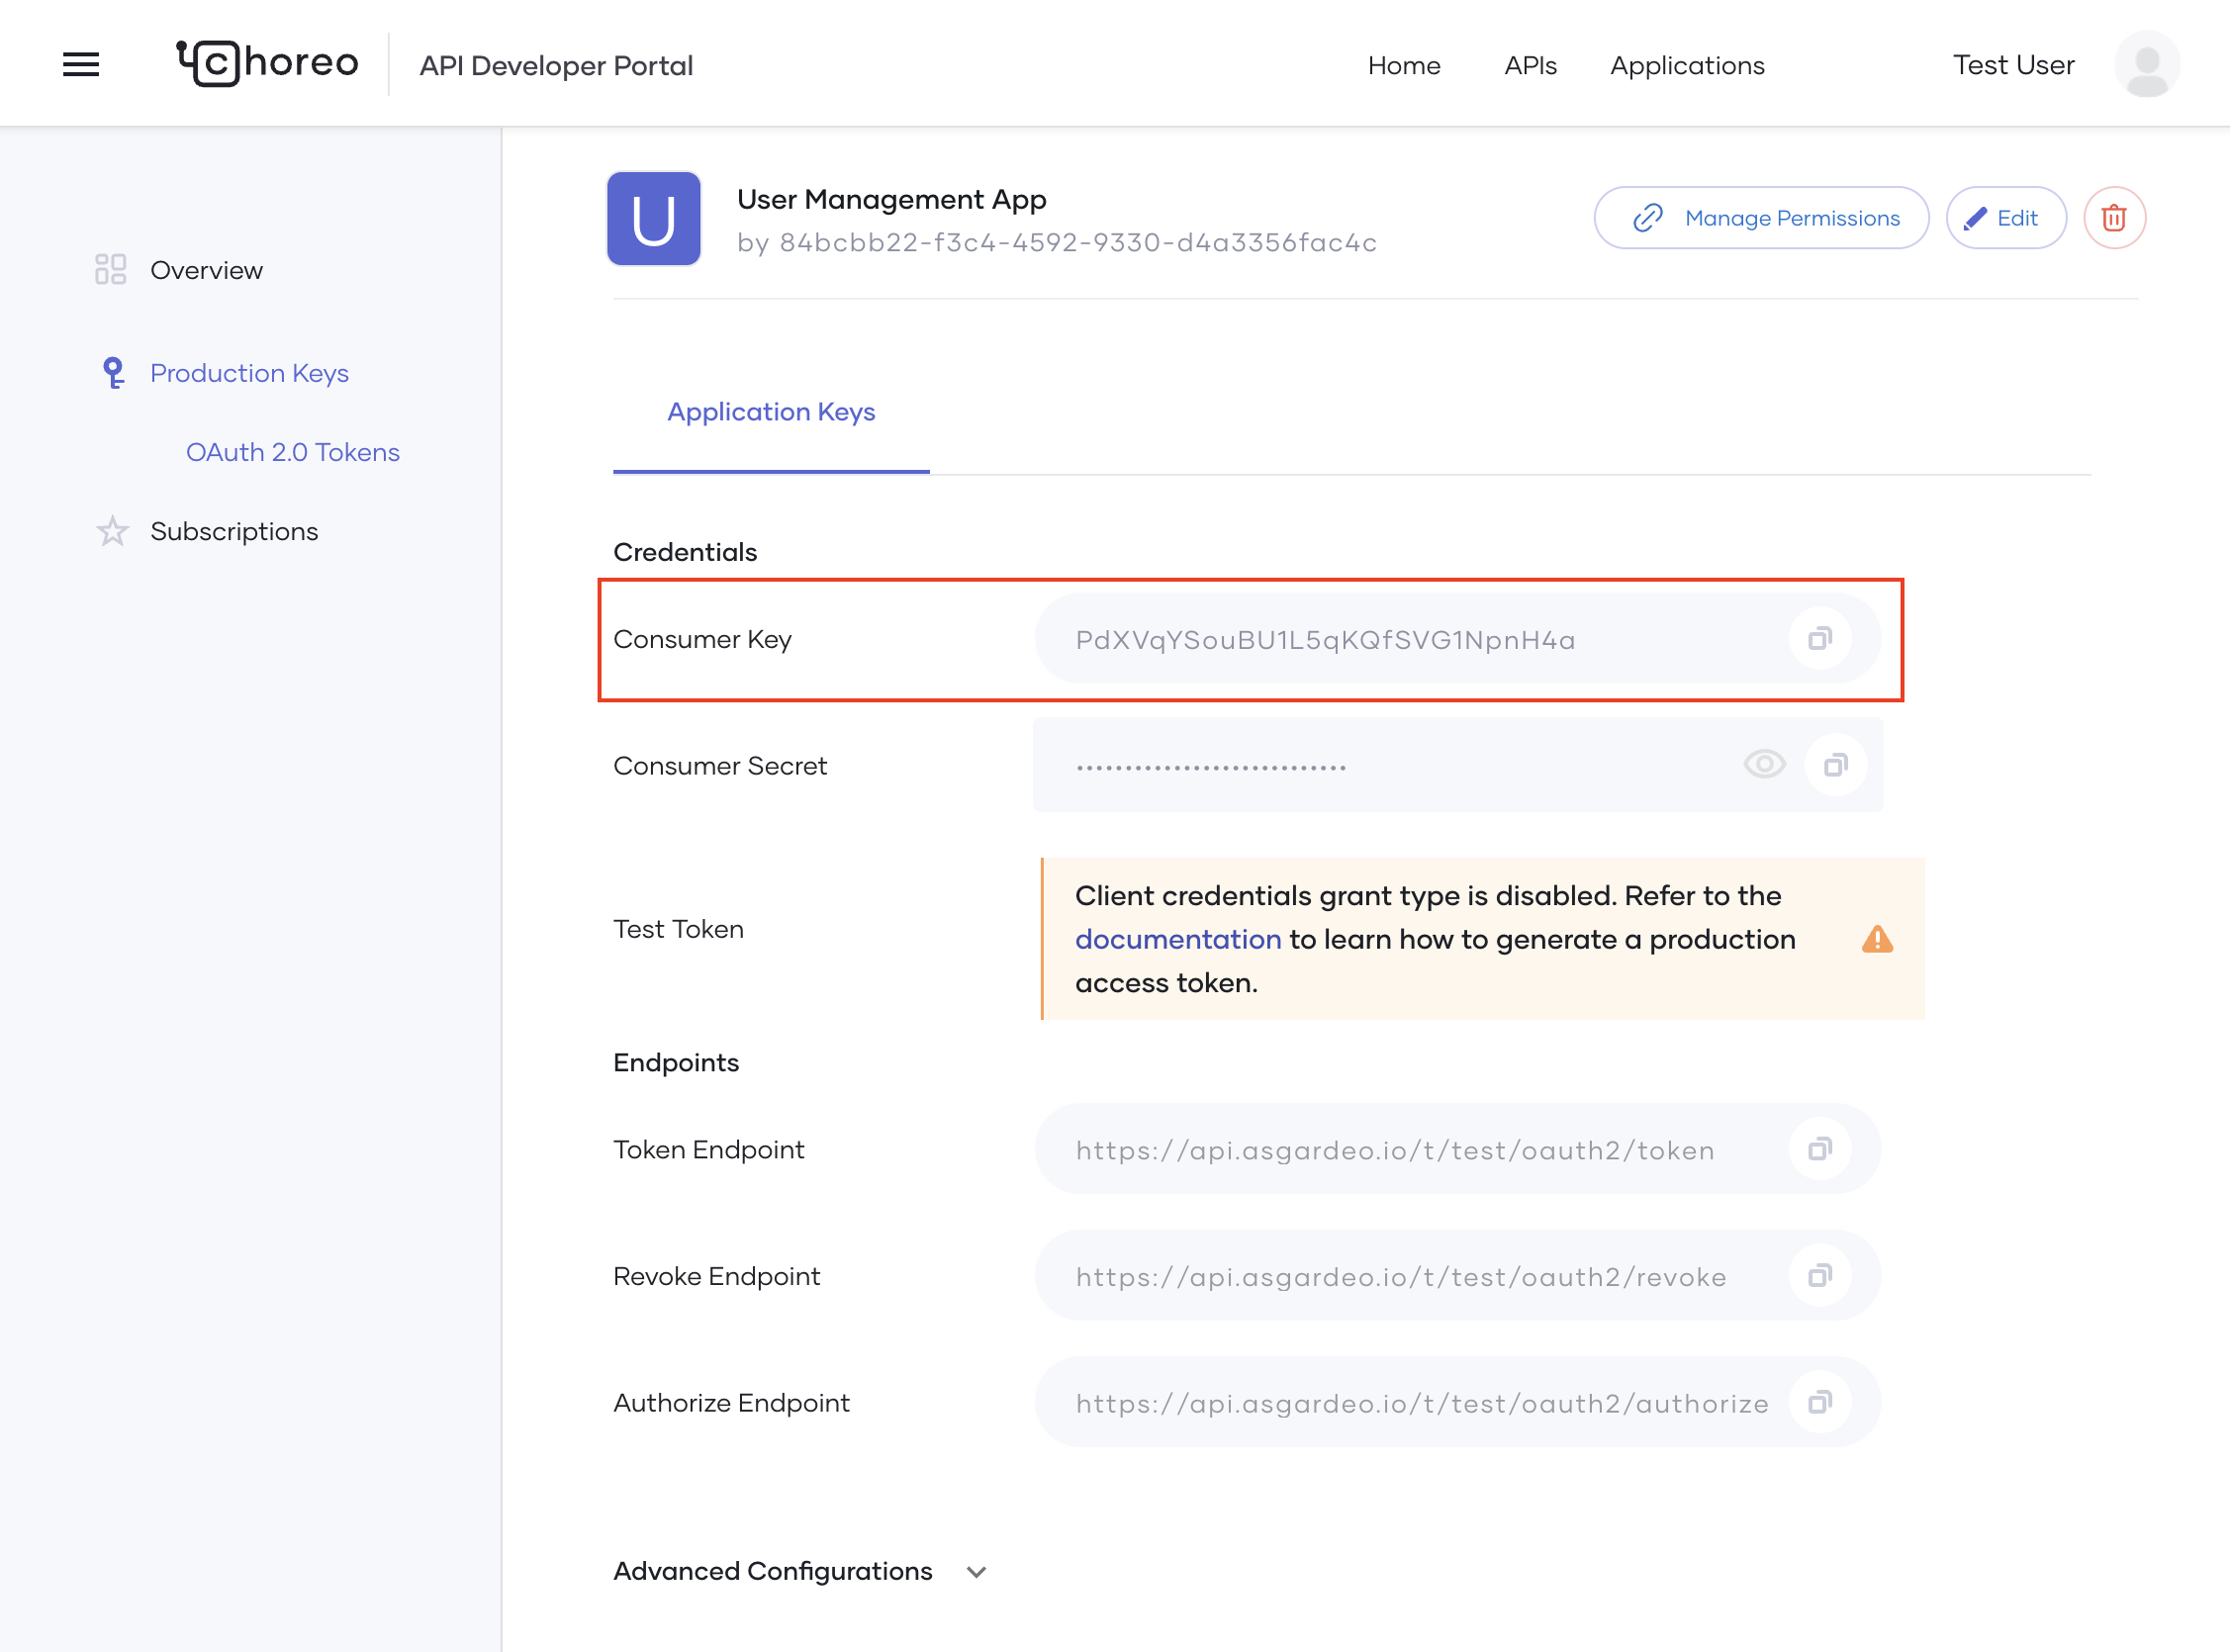 Choreo
API Developer Portal
Home
APIs
Applications
Test User
Overview
Production Keys
OAuth 2.0 Tokens
Subscriptions
U
User Management App
by 84bcbb22-f3c4-4592-9330-d4a3356fac4c
Manage Permissions
Edit
Application Keys
Credentials
Consumer Key
PdXVqYSouBU1L5qKQfSVG1NpnH4a
Consumer Secret
Test Token
Client credentials grant type is disabled. Refer to the
documentation to learn how to generate a production
access token.
Endpoints
Token Endpoint
https://api.asgardeo.io/t/test/oauth2/token
Revoke Endpoint
https://api.asgardeo.io/t/test/oauth2/revoke
Authorize Endpoint
https://api.asgardeo.io/t/test/oauth2/authorize
Advanced Configurations